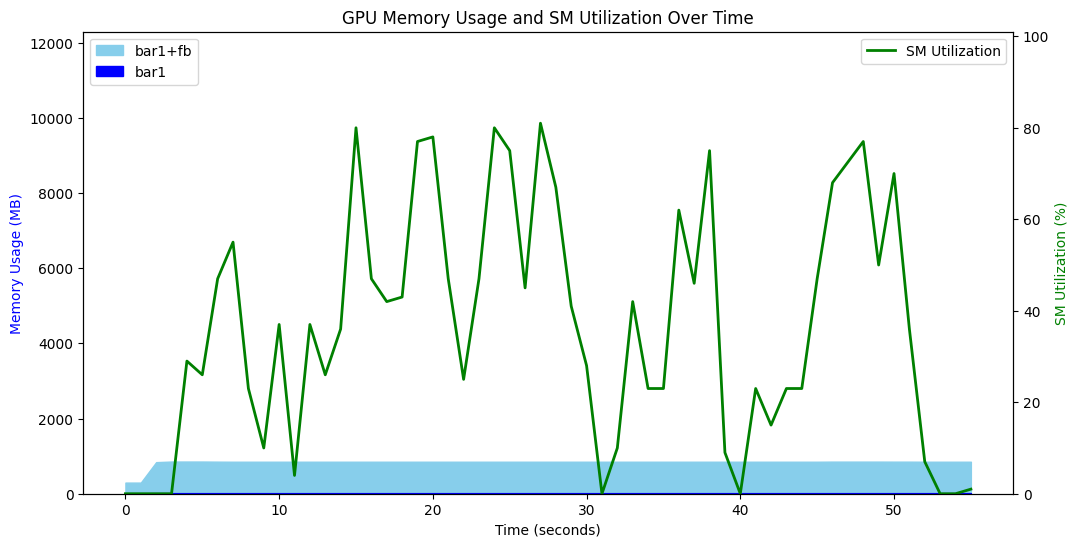 GPU Memory Usage and SM Utilization Over Time
bar1+fb
bar1
SM Utilization
Memory Usage (MB)
12000
10000
8000
6000
4000
2000
0
100
80
60
40
20
0
SM Utilization (%)
0 10 20 30 40 50
Time (seconds)